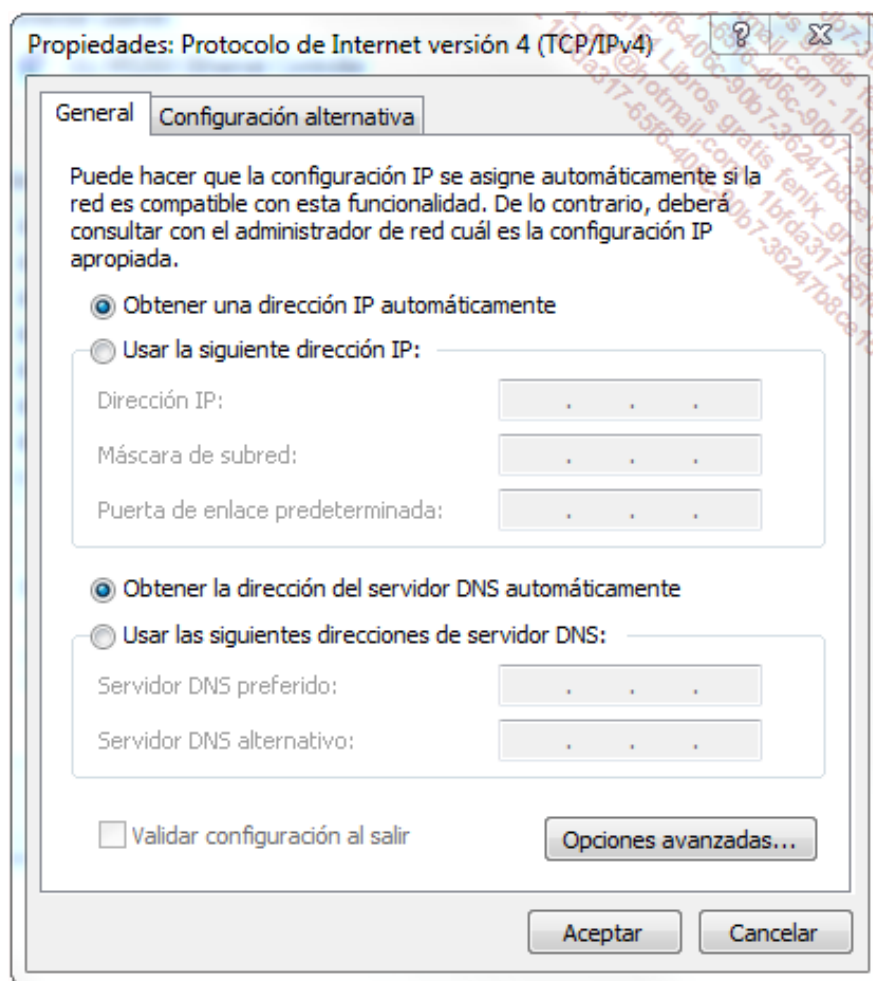 Propiedades: Protocolo de Internet versión 4 (TCP/IPv4)
?
General
Configuración alternativa
Puede hacer que la configuración IP se asigne automáticamente si la
red es compatible con esta funcionalidad. De lo contrario, deberá
consultar con el administrador de red cuál es la configuración IP
apropiada.
Obtener una dirección IP automáticamente
Usar la siguiente dirección IP:
Dirección IP:
Máscara de subred:
Puerta de enlace predeterminada:
Obtener la dirección del servidor DNS automáticamente
Usar las siguientes direcciones de servidor DNS:
Servidor DNS preferido:
Servidor DNS alternativo:
Validar configuración al salir
Opciones avanzadas...
Aceptar
Cancelar